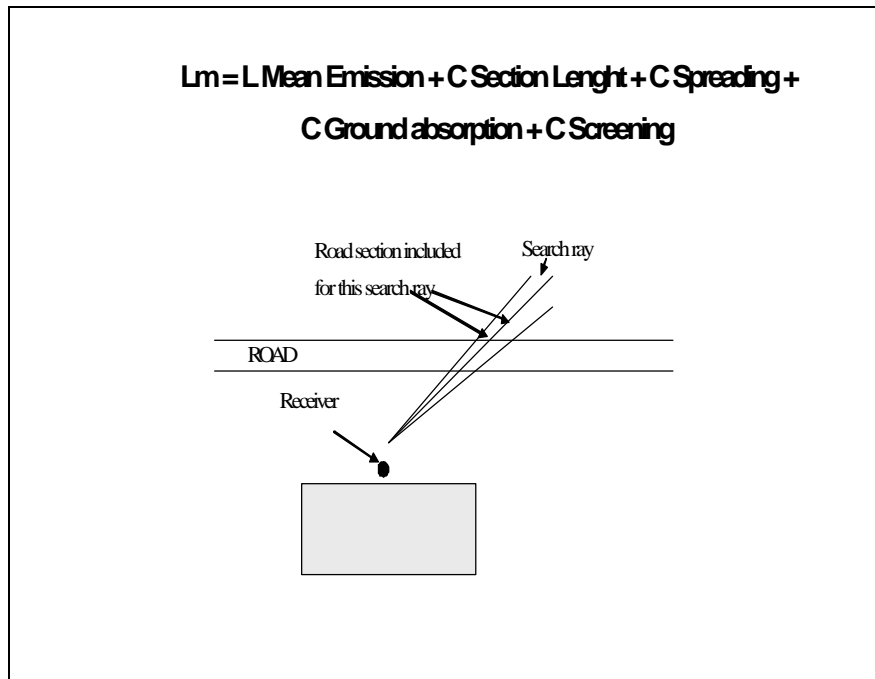 Lm = L Mean Emission + C Section Lenght + C Spreading +
C Ground absorption + C Screening
Road section included
for this search ray
Search ray
ROAD
Receiver